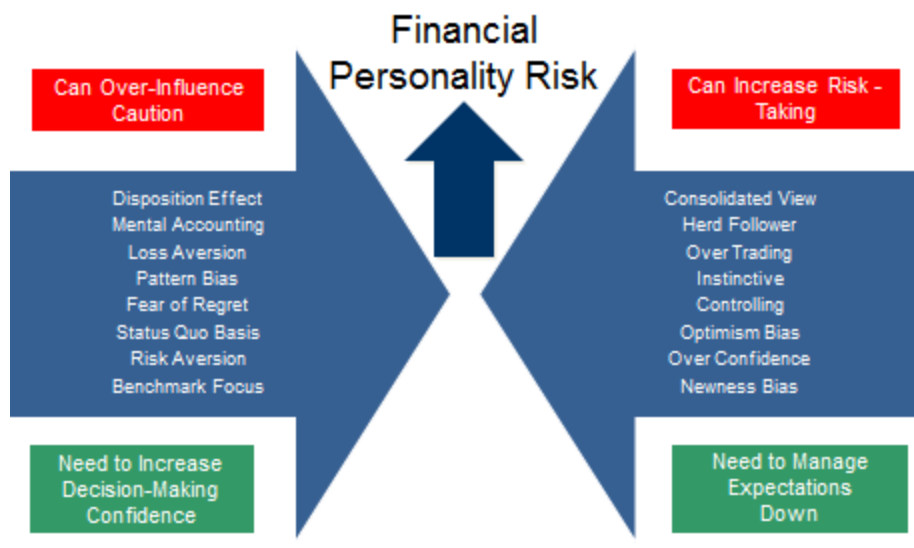 Financial
Personality Risk
Can Over-Influence
Caution
Can Increase Risk -
Taking
Disposition Effect
Mental Accounting
Loss Aversion
Pattern Bias
Fear of Regret
Status Quo Basis
Risk Aversion
Benchmark Focus
Consolidated View
Herd Follower
Over Trading
Instinctive
Controlling
Optimism Bias
Over Confidence
Newness Bias
Need to Increase
Decision-Making
Confidence
Need to Manage
Expectations
Down